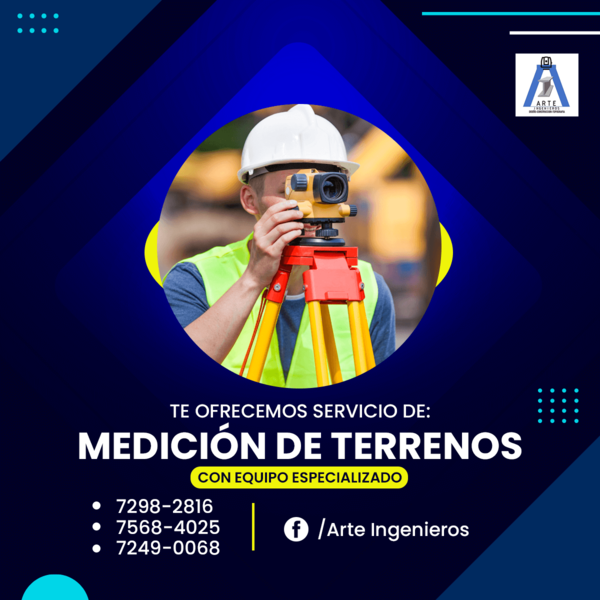 ARTE
INGENIEROS
TE OFRECEMOS SERVICIO DE:
MEDICIÓN DE TERRENOS
CON EQUIPO ESPECIALIZADO
7298-2816
7568-4025
7249-0068
/Arte Ingenieros